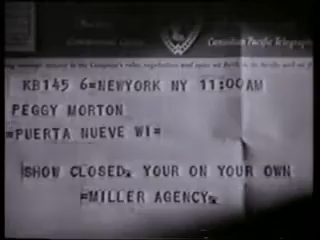 Canadian Pacific Telegraph
KB145 6=NEWYORK NY 11:00AM
PEGGY MORTON
=PUERTA NUEVE WI=
SHOW CLOSED. YOUR ON YOUR OWN
=MILLER AGENCY.